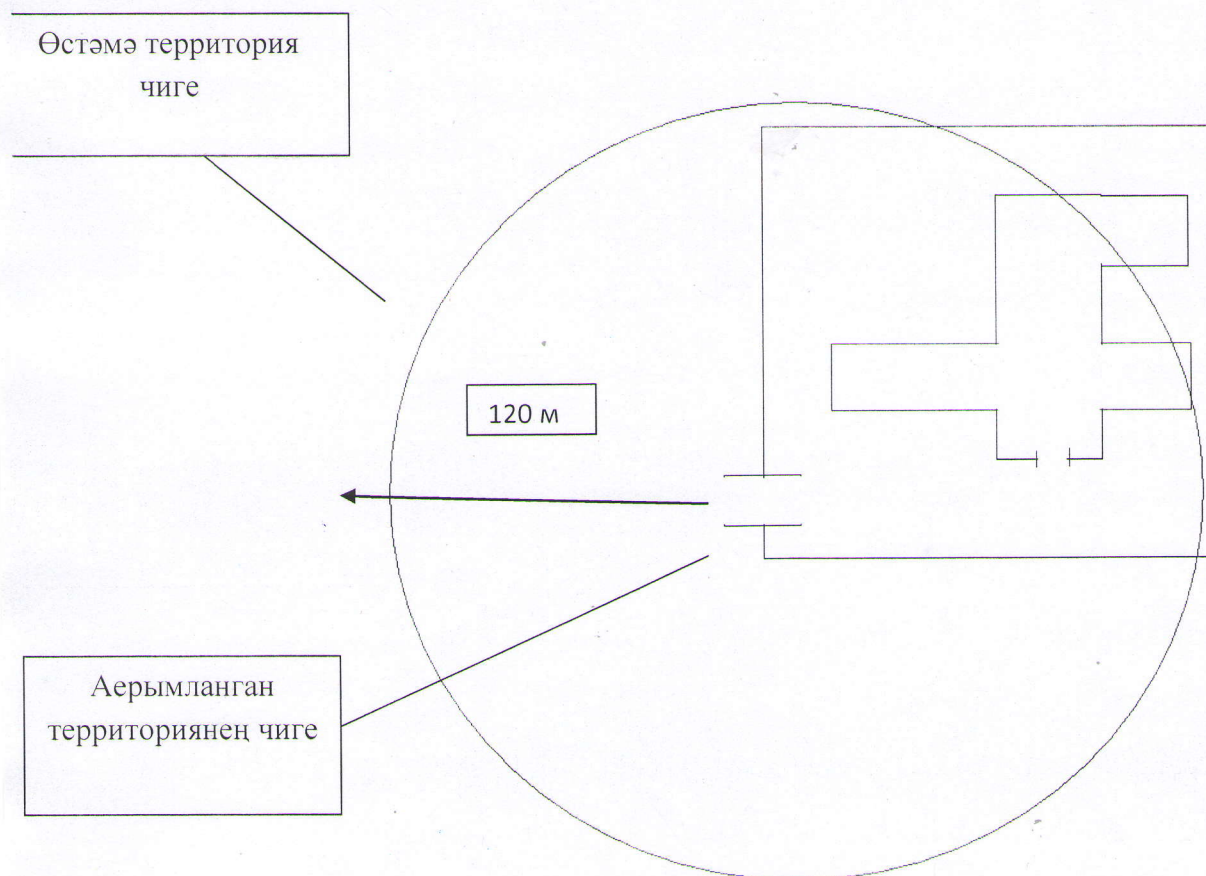 Өстәмә территория
чиге
120 м
Аерымланган
территориянең чиге